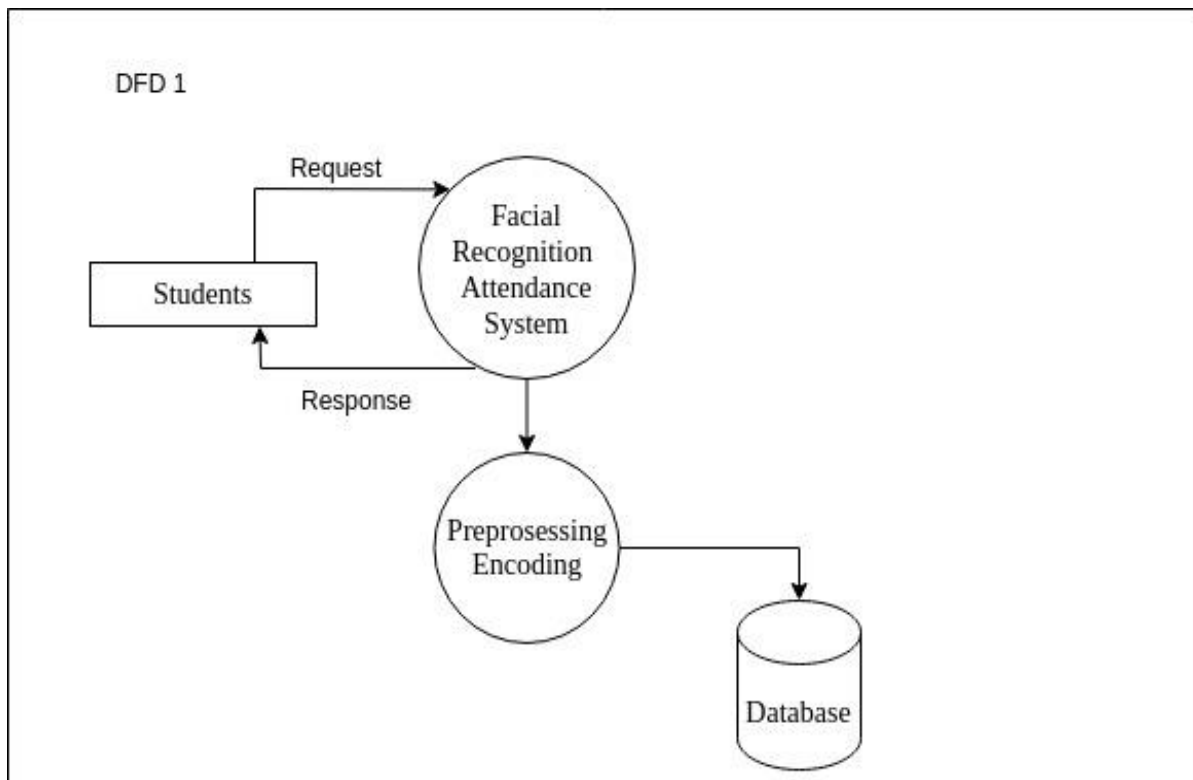 DFD 1
Request
Facial
Recognition
Attendance
System
Students
Response
Preprosessing
Encoding
Database